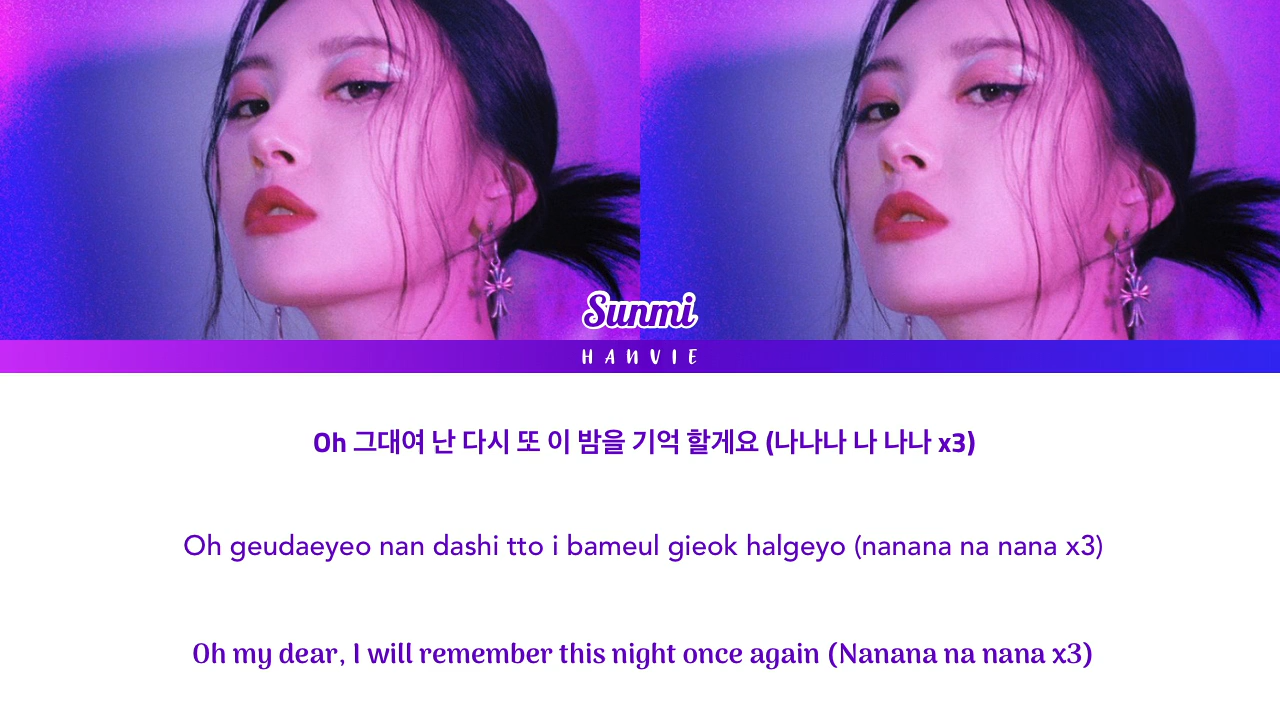 Sunmi
HANVIE
Oh 그대여 난 다시 또 이 밤을 기억 할게요 (나나나 나 나나 x3)
Oh geudaeyeo nan dashi tto i bameul gieok halgeyo (nanana na nana x3)
Oh my dear, I will remember this night once again (Nanana na nana x3)